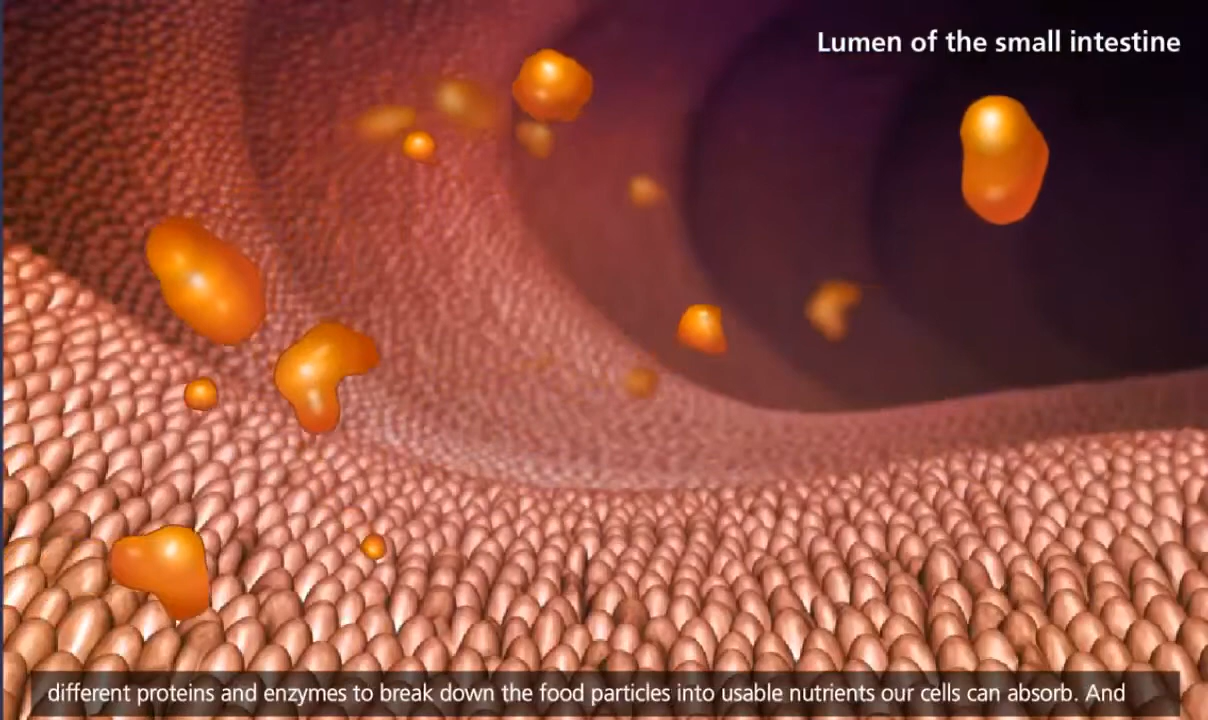 Lumen of the small intestine
different proteins and enzymes to break down the food particles into usable nutrients our cells can absorb. And